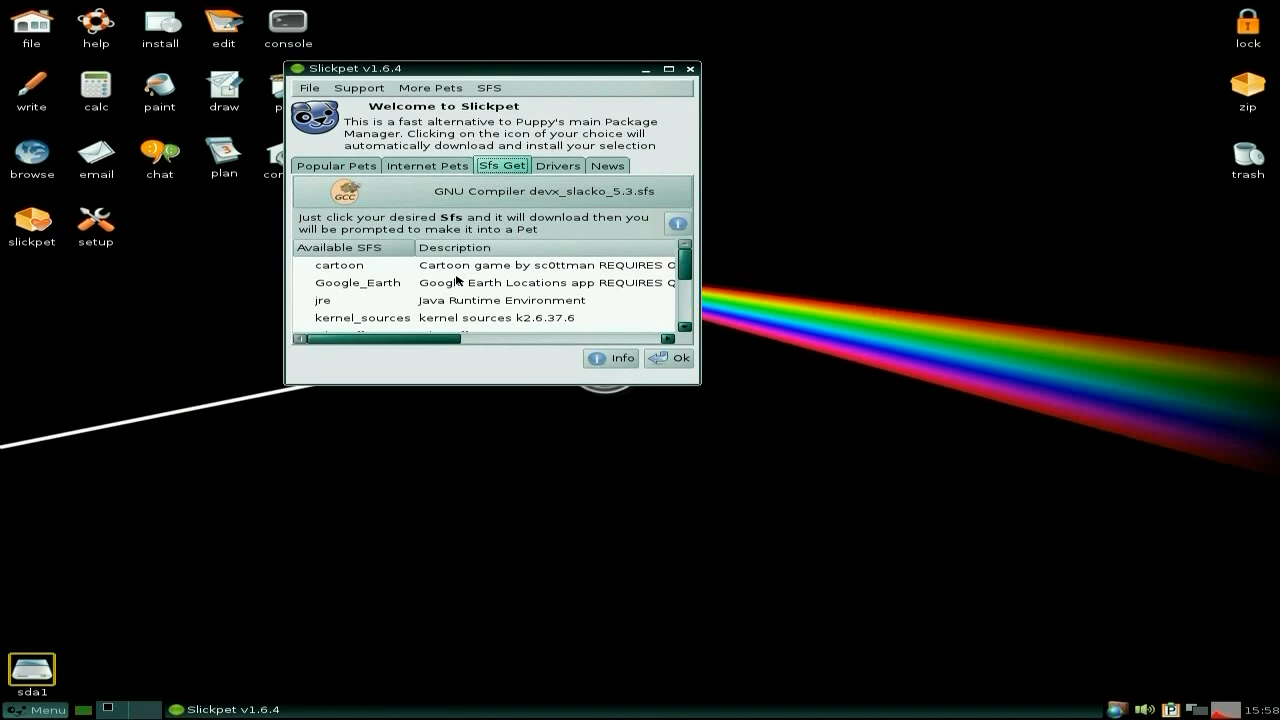 file
help
install
edit
console
lock
write
calc
paint
draw
zip
browse
email
chat
plan
trash
slickpet
setup
Slickpet v1.6.4
File Support More Pets SFS
Welcome to Slickpet
This is a fast alternative to Puppy's main Package
Manager. Clicking on the icon of your choice will
automatically download and install your selection
Popular Pets Internet Pets Sfs Get Drivers News
GCC GNU Compiler devx_slacko_5.3.sfs
Just click your desired Sfs and it will download then you
will be prompted to make it into a Pet
Available SFS Description
cartoon Cartoon game by sc0ttman REQUIRES
Google_Earth Google Earth Locations app REQUIRES
jre Java Runtime Environment
kernel_sources kernel sources k2.6.37.6
Info Ok
sda1
Menu Slickpet v1.6.4 15:58